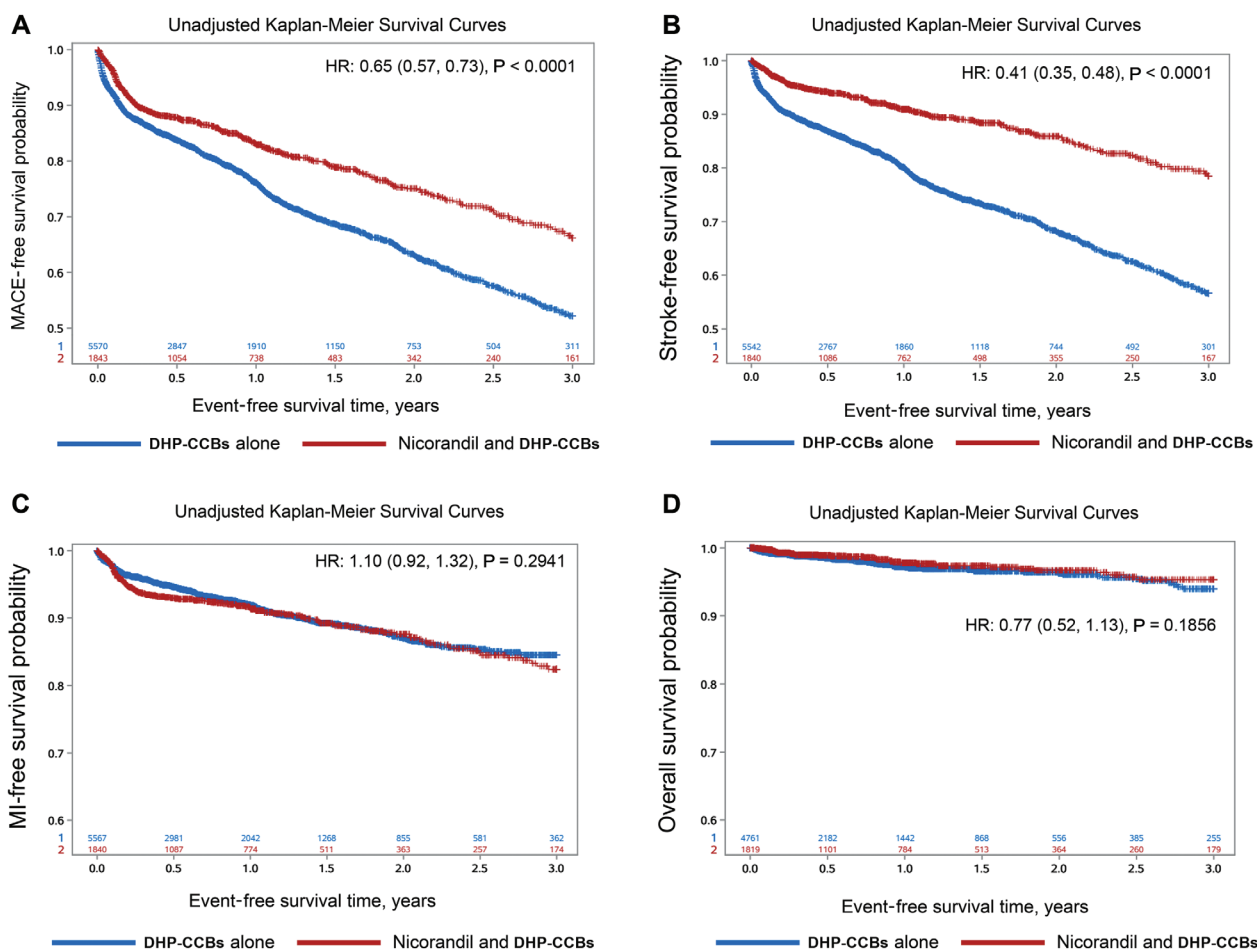 A
Unadjusted Kaplan-Meier Survival Curves
HR: 0.65 (0.57, 0.73), P < 0.0001
MACE-free survival probability
1.0
0.9
0.8
0.7
0.6
0.5
1 5570 2847 1910 1150 753 504 311
2 1843 1054 738 483 342 240 161
0.0 0.5 1.0 1.5 2.0 2.5 3.0
Event-free survival time, years
DHP-CCBs alone Nicorandil and DHP-CCBs
B
Unadjusted Kaplan-Meier Survival Curves
HR: 0.41 (0.35, 0.48), P < 0.0001
Stroke-free survival probability
1.0
0.9
0.8
0.7
0.6
0.5
1 5542 2767 1860 1118 744 492 301
2 1840 1086 762 498 355 250 167
0.0 0.5 1.0 1.5 2.0 2.5 3.0
Event-free survival time, years
DHP-CCBs alone Nicorandil and DHP-CCBs
C
Unadjusted Kaplan-Meier Survival Curves
HR: 1.10 (0.92, 1.32), P = 0.2941
MI-free survival probability
1.0
0.9
0.8
0.7
0.6
1 5567 2981 2042 1268 855 581 362
2 1840 1087 774 511 363 257 174
0.0 0.5 1.0 1.5 2.0 2.5 3.0
Event-free survival time, years
DHP-CCBs alone Nicorandil and DHP-CCBs
D
Unadjusted Kaplan-Meier Survival Curves
HR: 0.77 (0.52, 1.13), P = 0.1856
Overall survival probability
1.0
0.9
0.8
0.7
0.6
1 4761 2182 1442 868 556 385 255
2 1819 1101 784 513 364 260 179
0.0 0.5 1.0 1.5 2.0 2.5 3.0
Event-free survival time, years
DHP-CCBs alone Nicorandil and DHP-CCBs